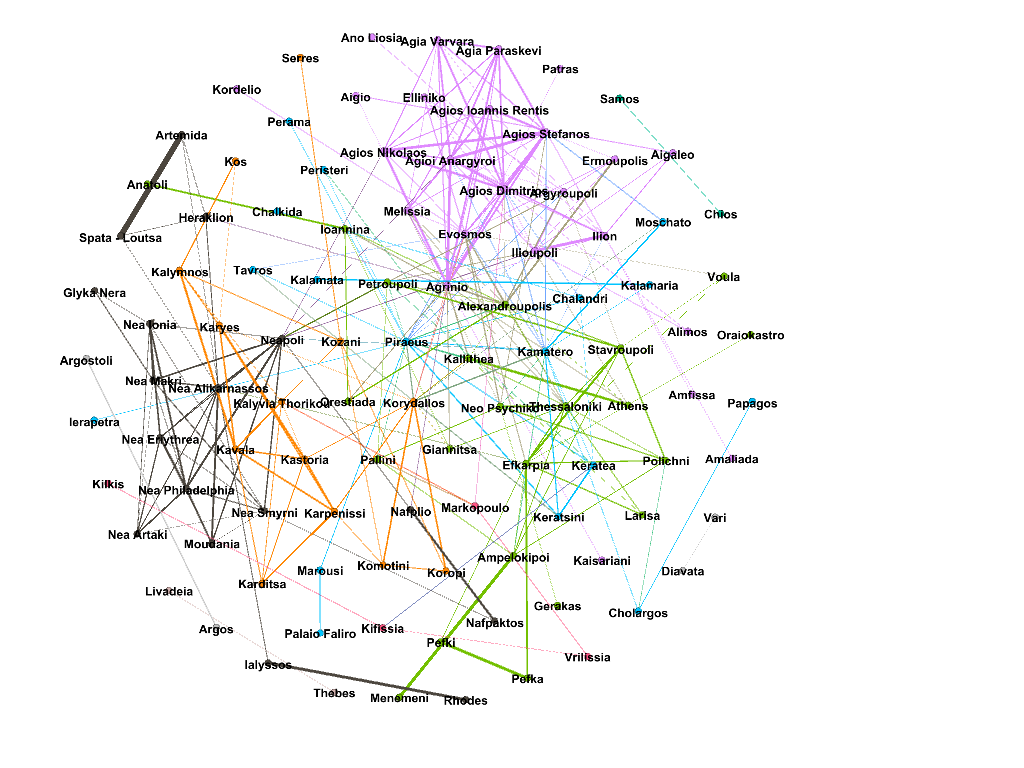 Ano Liosia
Agia Varvara
Agia Paraskevi
Serres
Patras
Kordelio
Aigio
Elliniko
Samos
Agios Ioannis Rentis
Perama
Artemida
Agios Stefanos
Agios Nikolaos
Agioi Anargyroi
Ermoupolis
Aigaleo
Kos
Peristeri
Anatoli
Agios Dimitrios
Argyroupoli
Heraklion
Chalkida
Melissia
Chios
Moschato
Ioannina
Spata - Loutsa
Evosmos
Ilion
Ilioupoli
Kalymnos
Tavros
Kalamata
Petroupoli
Agrinio
Kalamaria
Voula
Glyka Nera
Chalandri
Alexandroupolis
Nea Ionia
Karyes
Neapoli
Kozani
Piraeus
Alimos
Oraiokastro
Argostoli
Kallithea
Kamatero
Stavroupoli
Nea Makri
Nea Alikarnassos
Kalyvia Thorikou
Orestiada
Korydallos
Neo Psychiko
Thessaloniki
Athens
Amfissa
Papagos
Ierapetra
Nea Erythrea
Kavala
Kastoria
Pallini
Giannitsa
Efkarpia
Keratea
Polichni
Amaliada
Kilkis
Nea Philadelphia
Nea Smyrni
Karpenissi
Nafplio
Markopoulo
Keratsini
Larisa
Vari
Nea Artaki
Moudania
Karditsa
Marousi
Komotini
Koropi
Ampelokipoi
Kaisariani
Diavata
Livadeia
Gerakas
Cholargos
Argos
Palaio Faliro
Kifissia
Nafpaktos
Pefki
Vrilissia
Ialyssos
Pefka
Thebes
Menemeni
Rhodes